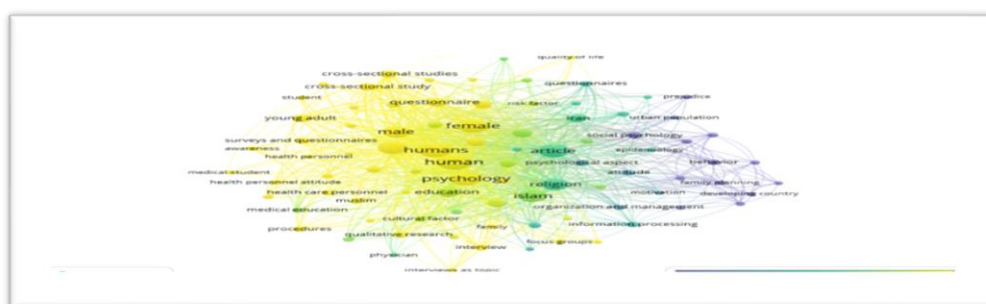 quality of life
cross-sectional studies
questionnaires
cross-sectional study
student
prejudice
questionnaire
risk factor
young adult
iran
urban population
male
female
social psychology
surveys and questionnaires
awareness
humans
article
epidemiology
health personnel
human
psychological aspect
behavior
medical student
attitude
psychology
health personnel attitude
religion
family planning
health care personnel
education
motivation
developing country
muslim
islam
medical education
organization and management
cultural factor
procedures
family
information processing
qualitative research
interview
focus groups
physician
interviews as topic